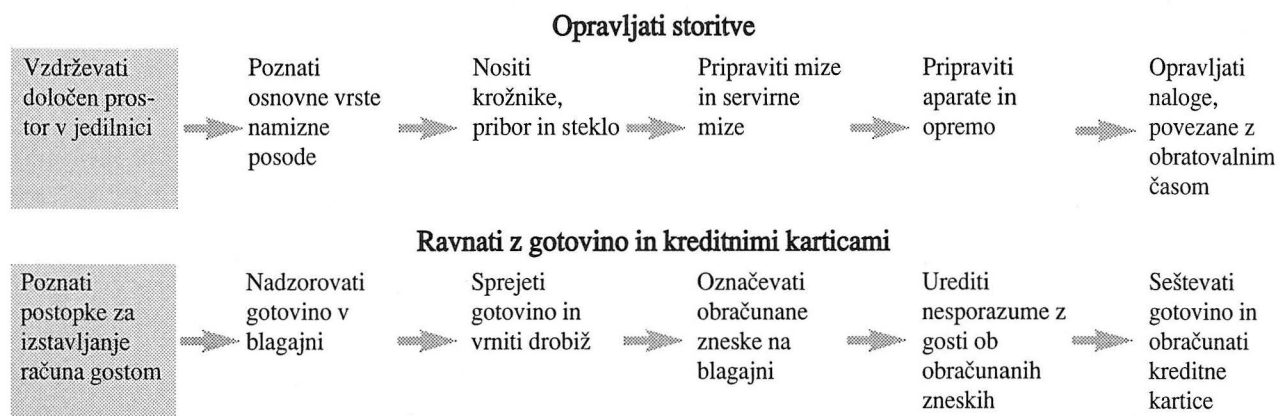 Opravljati storitve
Vzdrževati
določen pros-
tor v jedilnici
Poznati
osnovne vrste
namizne
posode
Nositi
krožnike,
pribor in steklo
Pripraviti mize
in servirne
mize
Pripraviti
aparate in
opremo
Opravljati
naloge,
povezane z
obratovalnim
časom
Ravnati z gotovino in kreditnimi karticami
Poznati
postopke za
izstavljanje
računa gostom
Nadzorovati
gotovino v
blagajni
Sprejeti
gotovino in
vrniti drobiž
Označevati
obračunane
zneske na
blagajni
Urediti
nesporazume z
gosti ob
obračunanih
zneskih
Seštevati
gotovino in
obračunati
kreditne
kartice